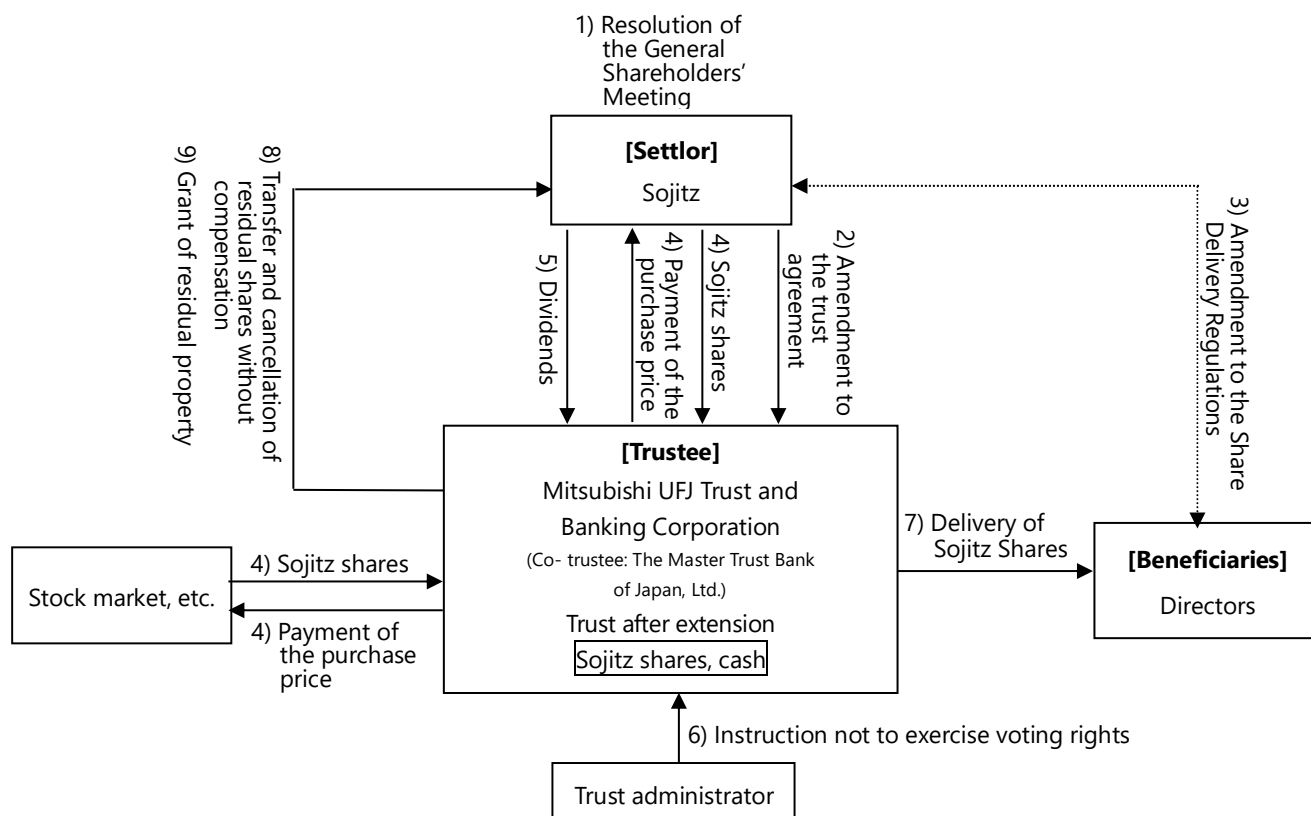 1) Resolution of
the General
Shareholders’
Meeting
[Settlor]
Sojitz
9) Grant of residual property
8) Transfer and cancellation of
residual shares without
compensation
5) Dividends
4) Payment of the
purchase price
4) Sojitz shares
2) Amendment to
the trust
agreement
3) Amendment to the Share
Delivery Regulations
[Trustee]
Mitsubishi UFJ Trust and
Banking Corporation
(Co- trustee: The Master Trust Bank
of Japan, Ltd.)
Trust after extension
Sojitz shares, cash
Stock market, etc.
4) Sojitz shares
4) Payment of
the purchase
price
7) Delivery of
Sojitz Shares
[Beneficiaries]
Directors
6) Instruction not to exercise voting rights
Trust administrator